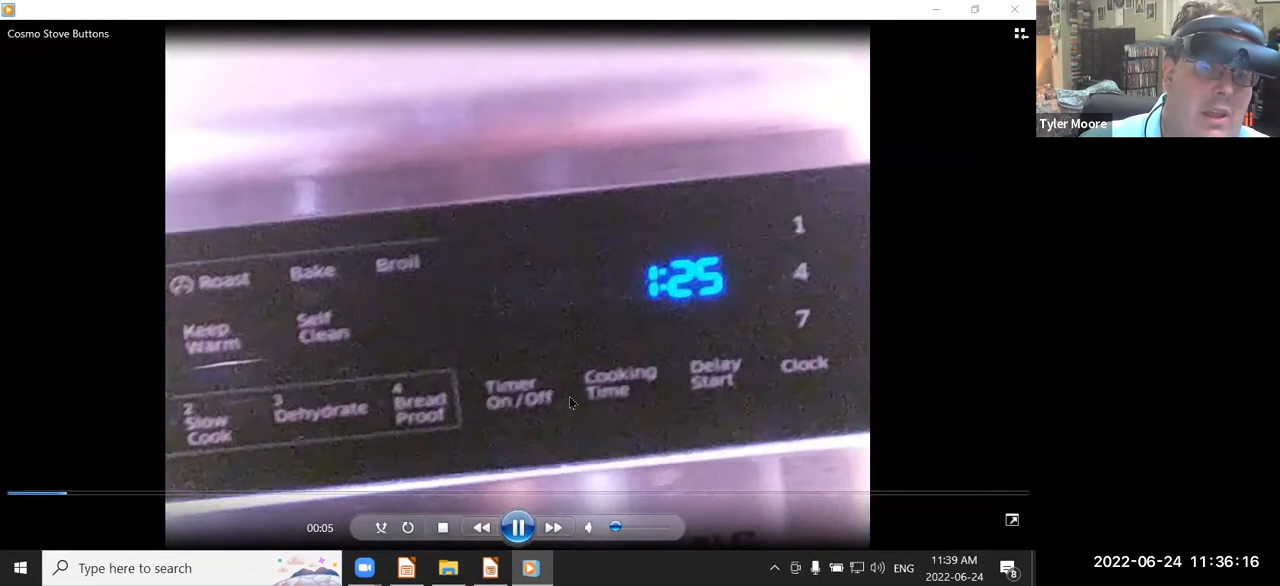 Cosmo Stove Buttons
Tyler Moore
Roast
Bake
Broil
1:25
1
4
7
Keep
Warm
Self
Clean
2
Slow
Cook
3
Dehydrate
4
Bread
Proof
Timer
On/Off
Cooking
Time
Delay
Start
Clock
00:05
Type here to search
ENG
11:39 AM
2022-06-24
8
2022-06-24 11:36:16